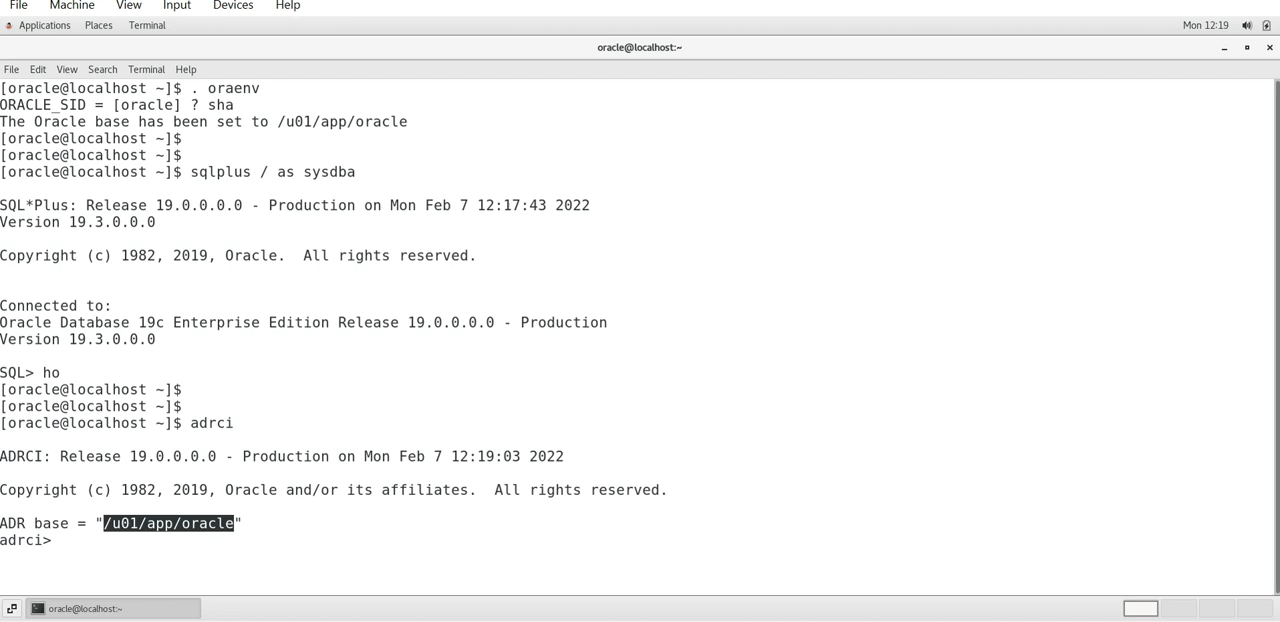 File Machine View Input Devices Help
Applications Places Terminal Mon 12:19
oracle@localhost:~
File Edit View Search Terminal Help
[oracle@localhost ~]$ . oraenv
ORACLE_SID = [oracle] ? sha
The Oracle base has been set to /u01/app/oracle
[oracle@localhost ~]$
[oracle@localhost ~]$
[oracle@localhost ~]$ sqlplus / as sysdba
SQL*Plus: Release 19.0.0.0.0 - Production on Mon Feb 7 12:17:43 2022
Version 19.3.0.0.0
Copyright (c) 1982, 2019, Oracle.  All rights reserved.
Connected to:
Oracle Database 19c Enterprise Edition Release 19.0.0.0.0 - Production
Version 19.3.0.0.0
SQL> ho
[oracle@localhost ~]$
[oracle@localhost ~]$
[oracle@localhost ~]$ adrci
ADRCI: Release 19.0.0.0.0 - Production on Mon Feb 7 12:19:03 2022
Copyright (c) 1982, 2019, Oracle and/or its affiliates.  All rights reserved.
ADR base = "/u01/app/oracle"
adrci>
oracle@localhost:~